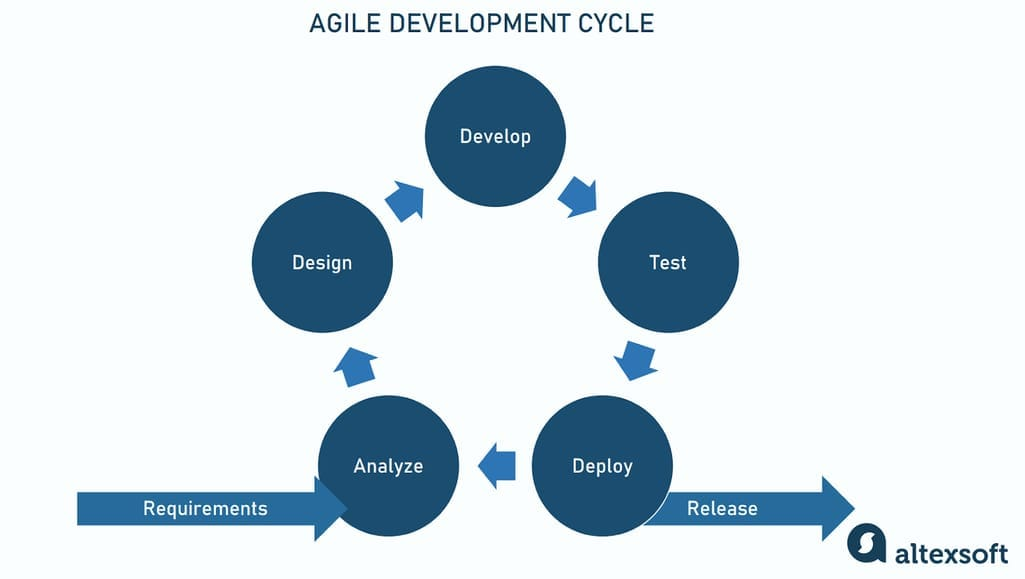 AGILE DEVELOPMENT CYCLE
Develop
Design
Test
Analyze
Deploy
Requirements
Release
altexsoft